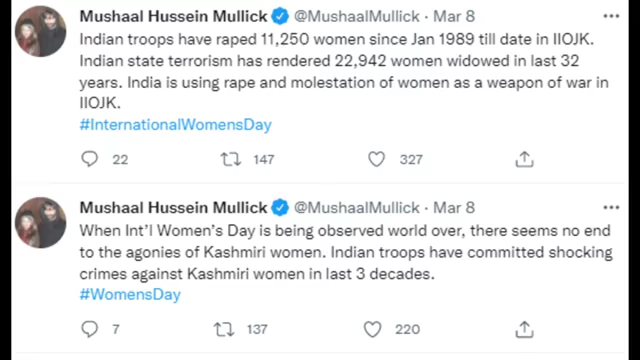 Mushaal Hussein Mullick @MushaalMullick · Mar 8
Indian troops have raped 11,250 women since Jan 1989 till date in IIOJK.
Indian state terrorism has rendered 22,942 women widowed in last 32
years. India is using rape and molestation of women as a weapon of war in
IIOJK.
#InternationalWomensDay
22 147 327
Mushaal Hussein Mullick @MushaalMullick · Mar 8
When Int'l Women's Day is being observed world over, there seems no end
to the agonies of Kashmiri women. Indian troops have committed shocking
crimes against Kashmiri women in last 3 decades.
#WomensDay
7 137 220